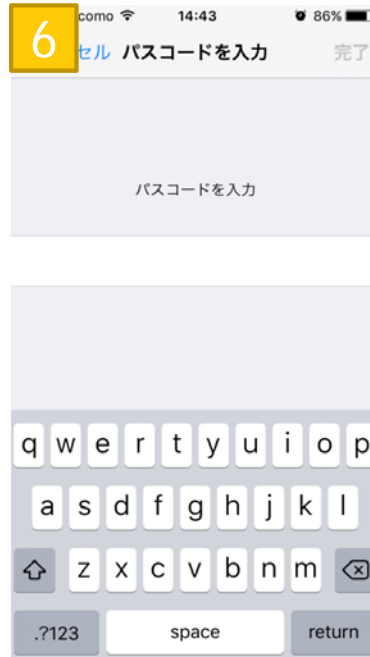 6
como 14:43 86%
セル パスコードを入力 完了
パスコードを入力
q w e r t y u i o p
a s d f g h j k l
z x c v b n m
.?123 space return